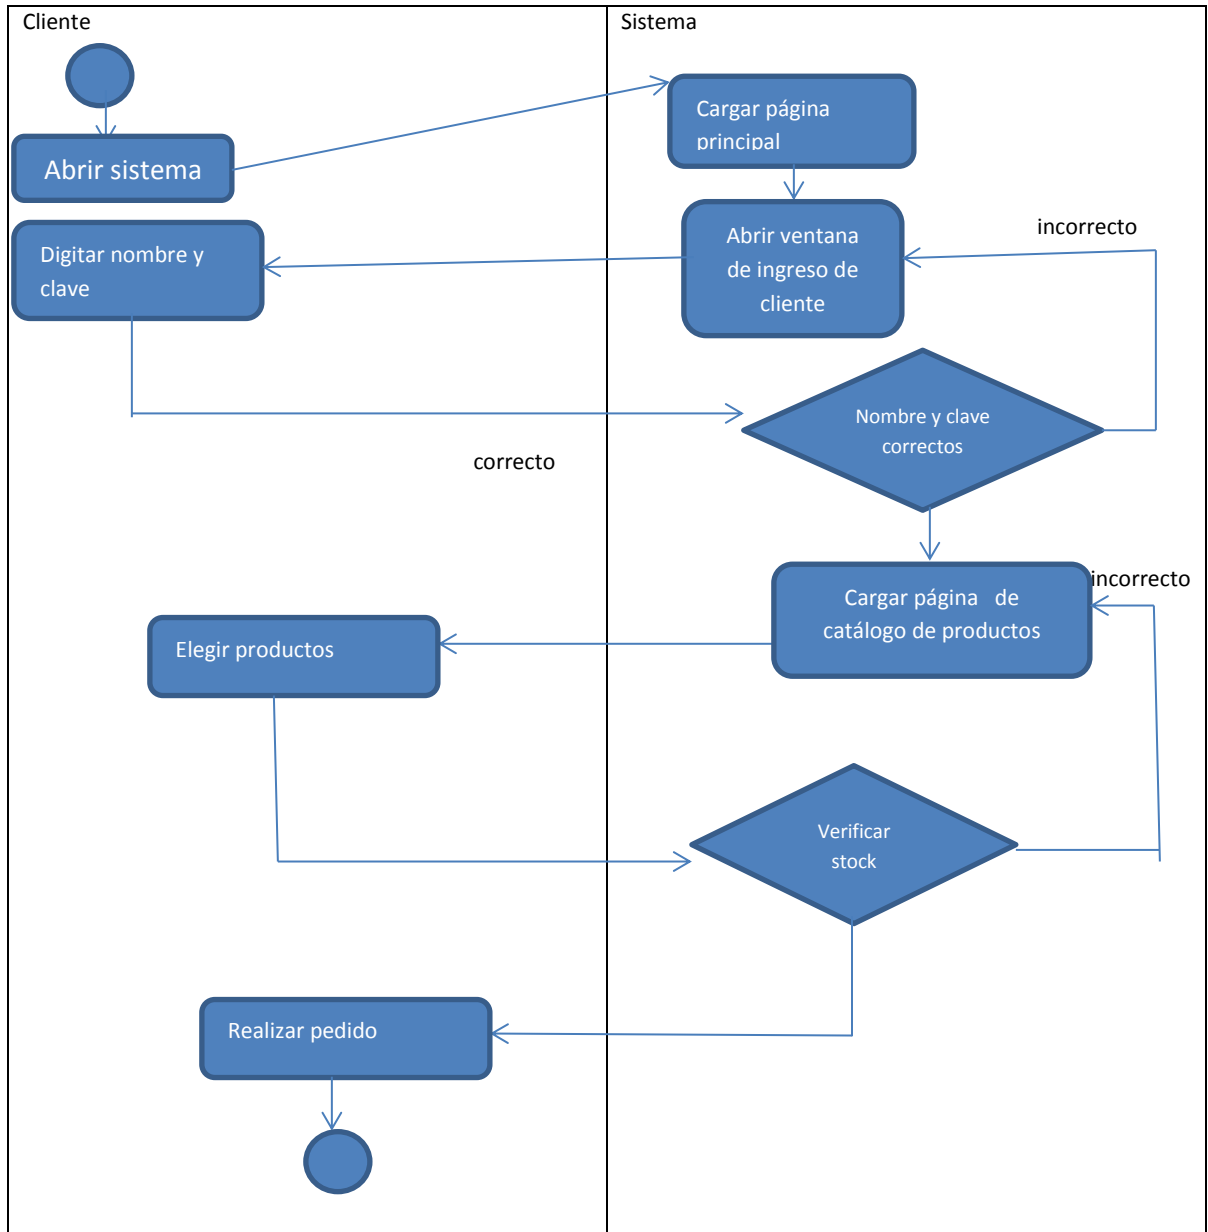 Cliente
Sistema
Cargar página
principal
Abrir sistema
Abrir ventana
de ingreso de
cliente
incorrecto
Digitar nombre y
clave
Nombre y clave
correctos
correcto
incorrecto
Cargar página de
catálogo de productos
Elegir productos
Verificar
stock
Realizar pedido